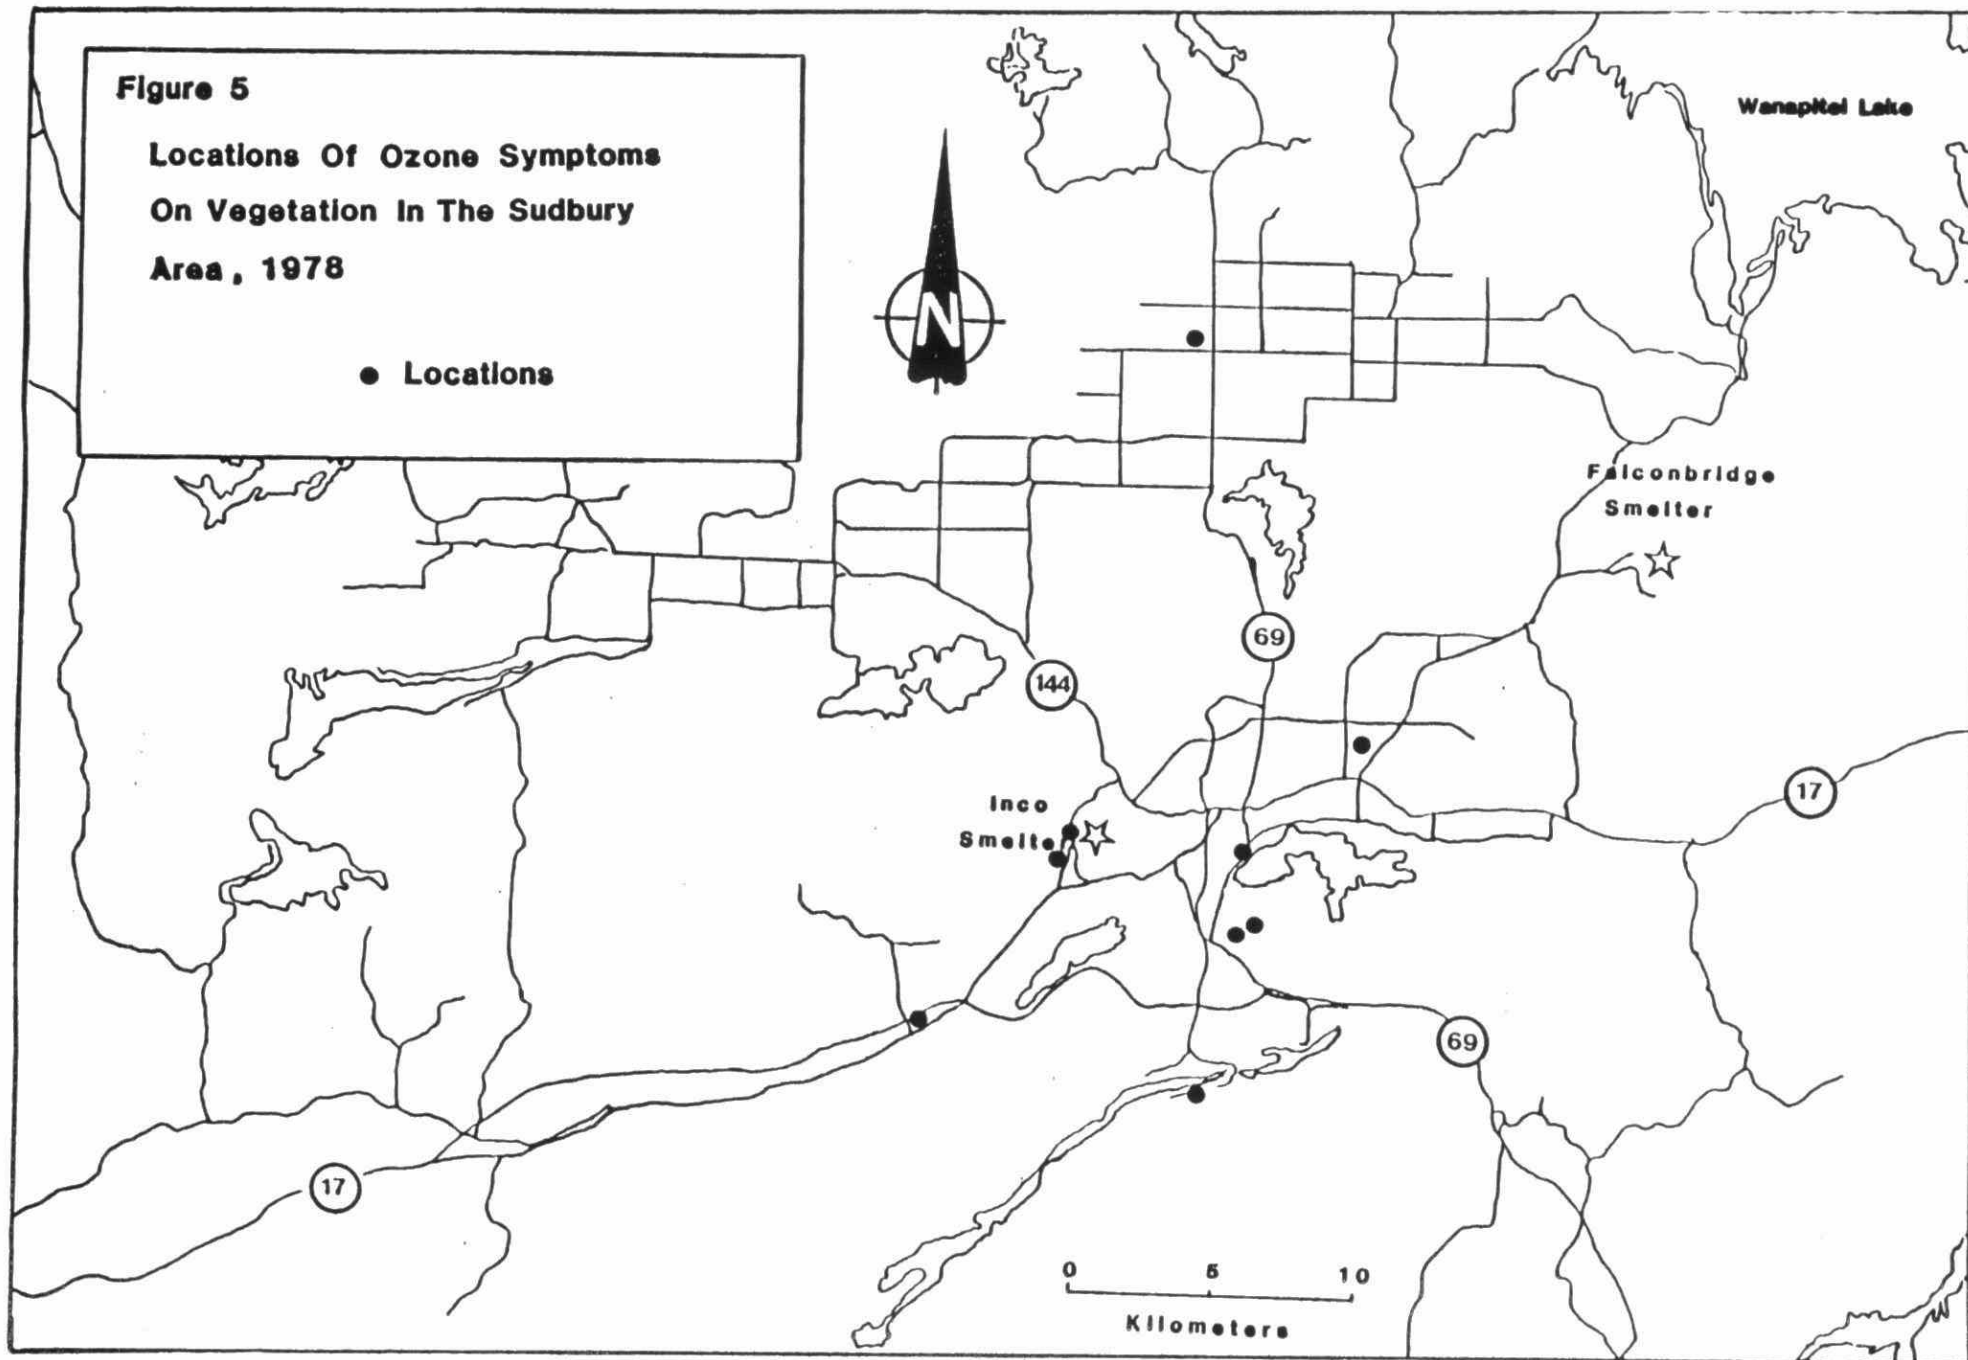 Figure 5
Locations Of Ozone Symptoms
On Vegetation In The Sudbury
Area, 1978
● Locations
N
Wanapitei Lake
Falconbridge
Smelter
69
144
17
Inco
Smelte
69
17
0 5 10
Kilometers